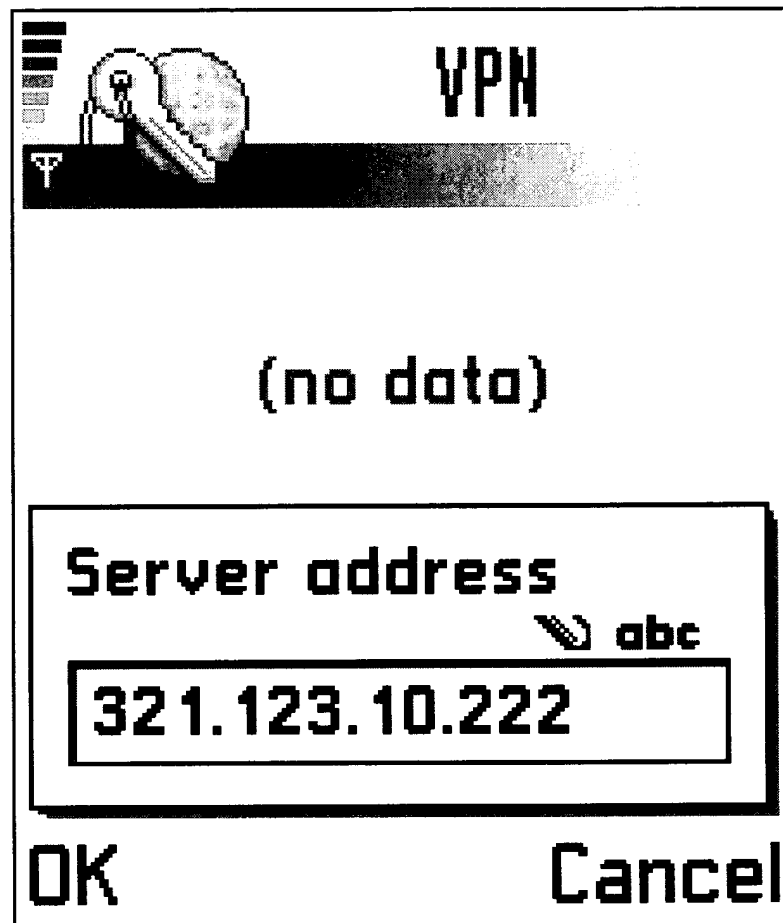 VPN
(no data)
Server address
abc
321.123.10.222
OK Cancel